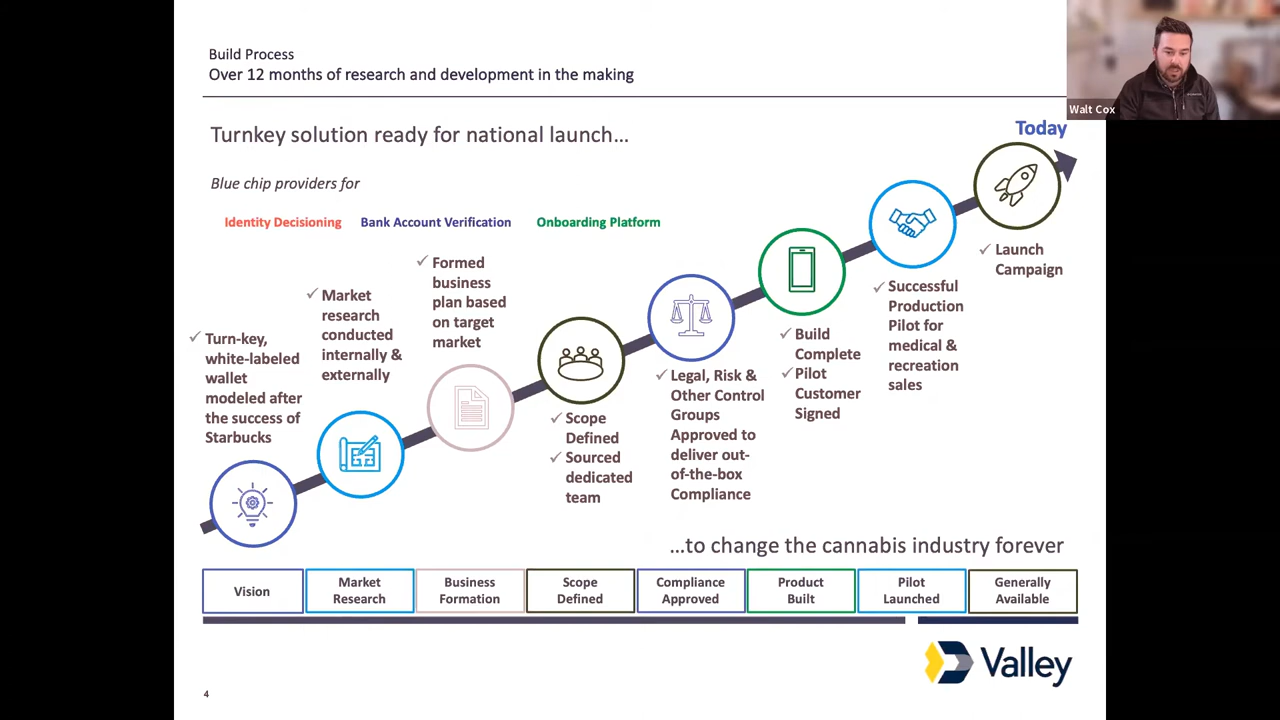 Build Process
Over 12 months of research and development in the making
Walt Cox
Turnkey solution ready for national launch…
Today
Blue chip providers for
Identity Decisioning
Bank Account Verification
Onboarding Platform
Turn-key,
white-labeled
wallet
modeled after
the success of
Starbucks
Market
research
conducted
internally &
externally
Formed
business
plan based
on target
market
Scope
Defined
Sourced
dedicated
team
Legal, Risk &
Other Control
Groups
Approved to
deliver out-
of-the-box
Compliance
Build
Complete
Pilot
Customer
Signed
Successful
Production
Pilot for
medical &
recreation
sales
Launch
Campaign
…to change the cannabis industry forever
Vision
Market
Research
Business
Formation
Scope
Defined
Compliance
Approved
Product
Built
Pilot
Launched
Generally
Available
Valley
4